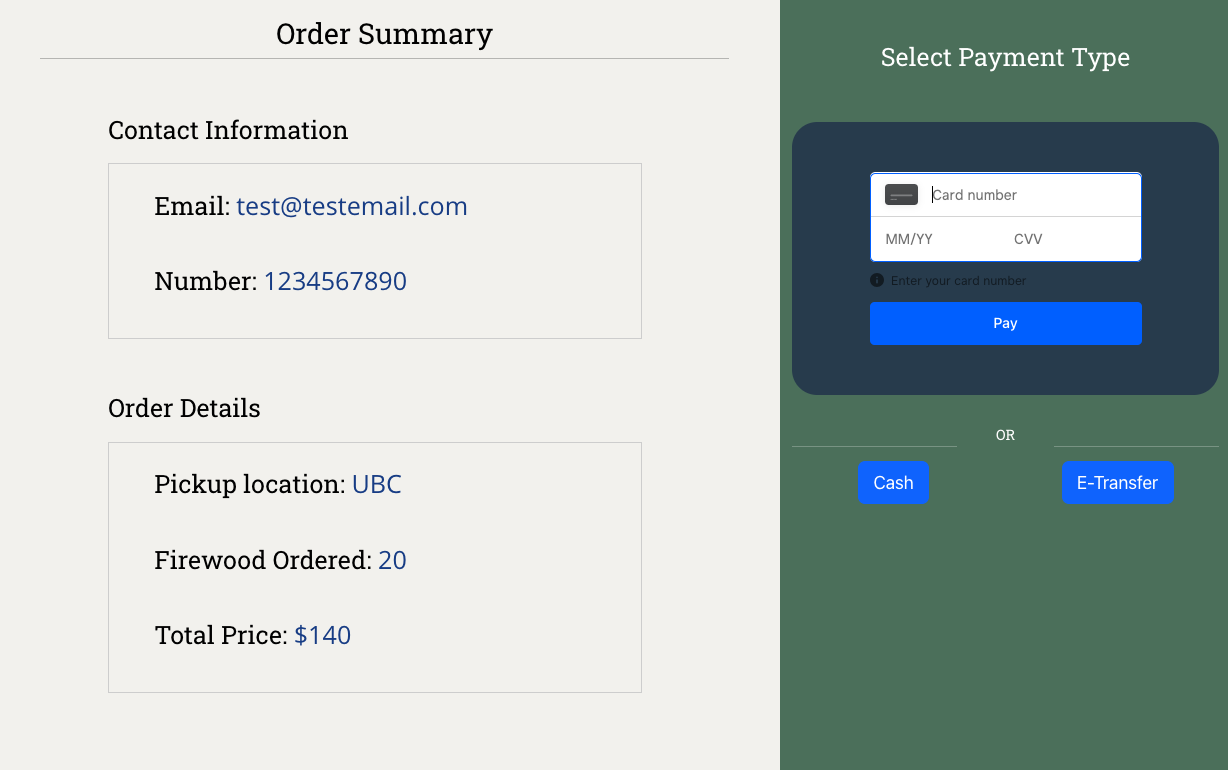 Order Summary
Contact Information
Email: test@testemail.com
Number: 1234567890
Order Details
Pickup location: UBC
Firewood Ordered: 20
Total Price: $140
Select Payment Type
Card number
MM/YY CVV
Enter your card number
Pay
OR
Cash E-Transfer